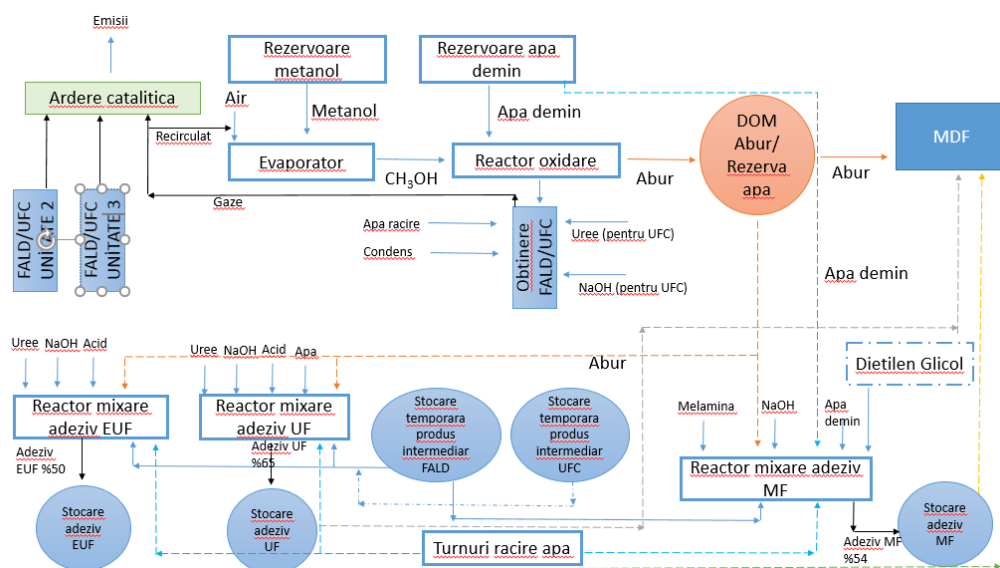 Emisii
Ardere catalitica
Rezervoare
metanol
Rezervoare apa
demin
Air
Metanol
Apa demin
Recirculat
Evaporator
CH₃OH
Reactor oxidare
Abur
DOM
Abur/
Rezerva
apa
Abur
MDF
FALD/UFC
UNİTATE 2
FALD/UFC
UNİTATE 3
Gaze
Apa racire
Condens
Obtinere
FALD/UFC
Uree (pentru UFC)
NaOH (pentru UFC)
Apa demin
Uree
NaOH
Acid
Uree
NaOH
Acid
Apa
Abur
Dietilen Glicol
Reactor mixare
adeziv EUF
Reactor mixare
adeziv UF
Stocare
temporara
produs
intermediar
FALD
Stocare
temporara
produs
intermediar
UFC
Melamina
NaOH
Apa
demin
Adeziv
EUF %50
Adeziv UF
%65
Reactor mixare adeziv
MF
Stocare
adeziv
EUF
Stocare
adeziv
UF
Turnuri racire apa
Adeziv MF
%54
Stocare
adeziv
MF